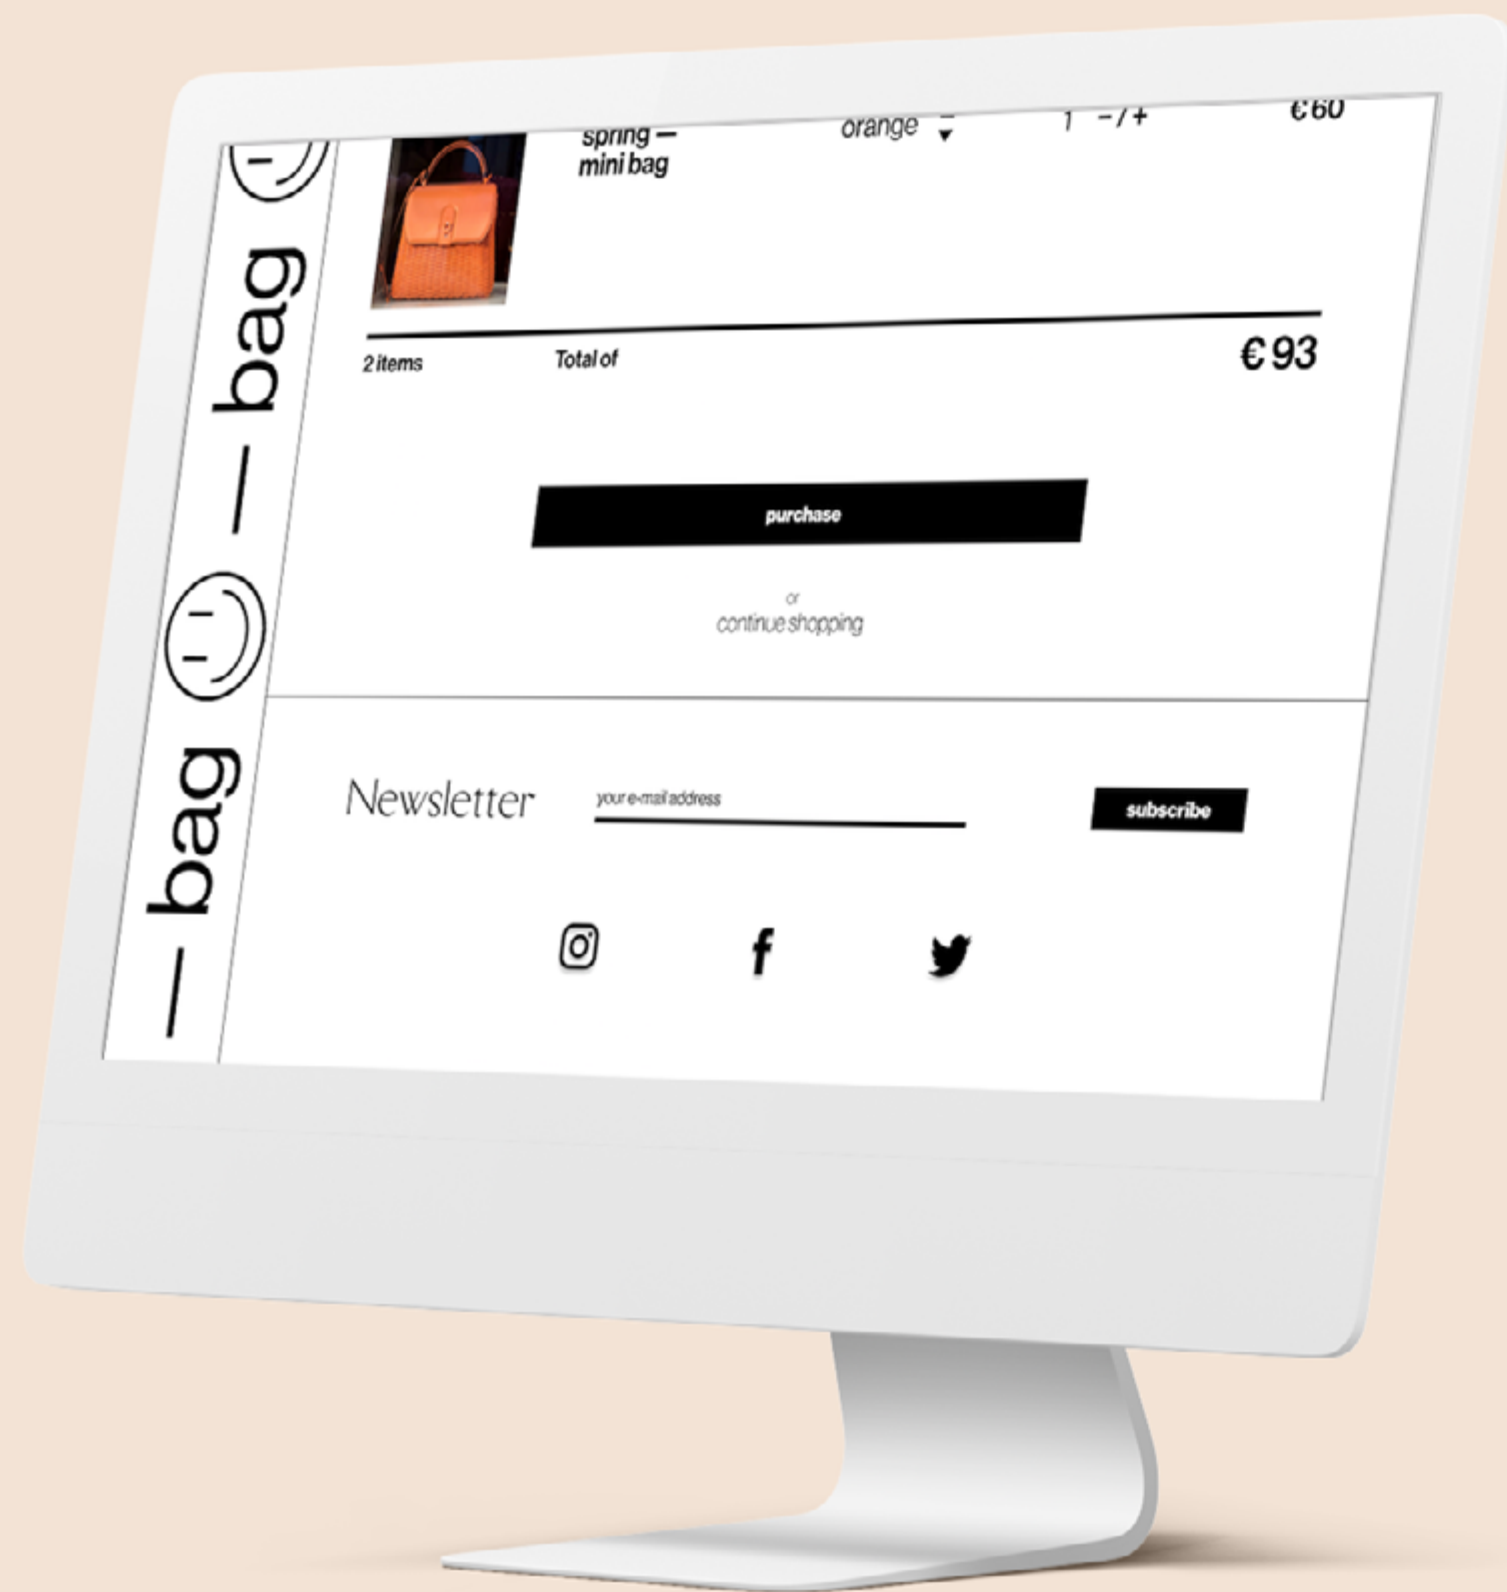 spring —
mini bag
orange
1 - / +
€ 60
2 items
Total of
€ 93
purchase
or
continue shopping
Newsletter
your e-mail address
subscribe
— bag
— bag